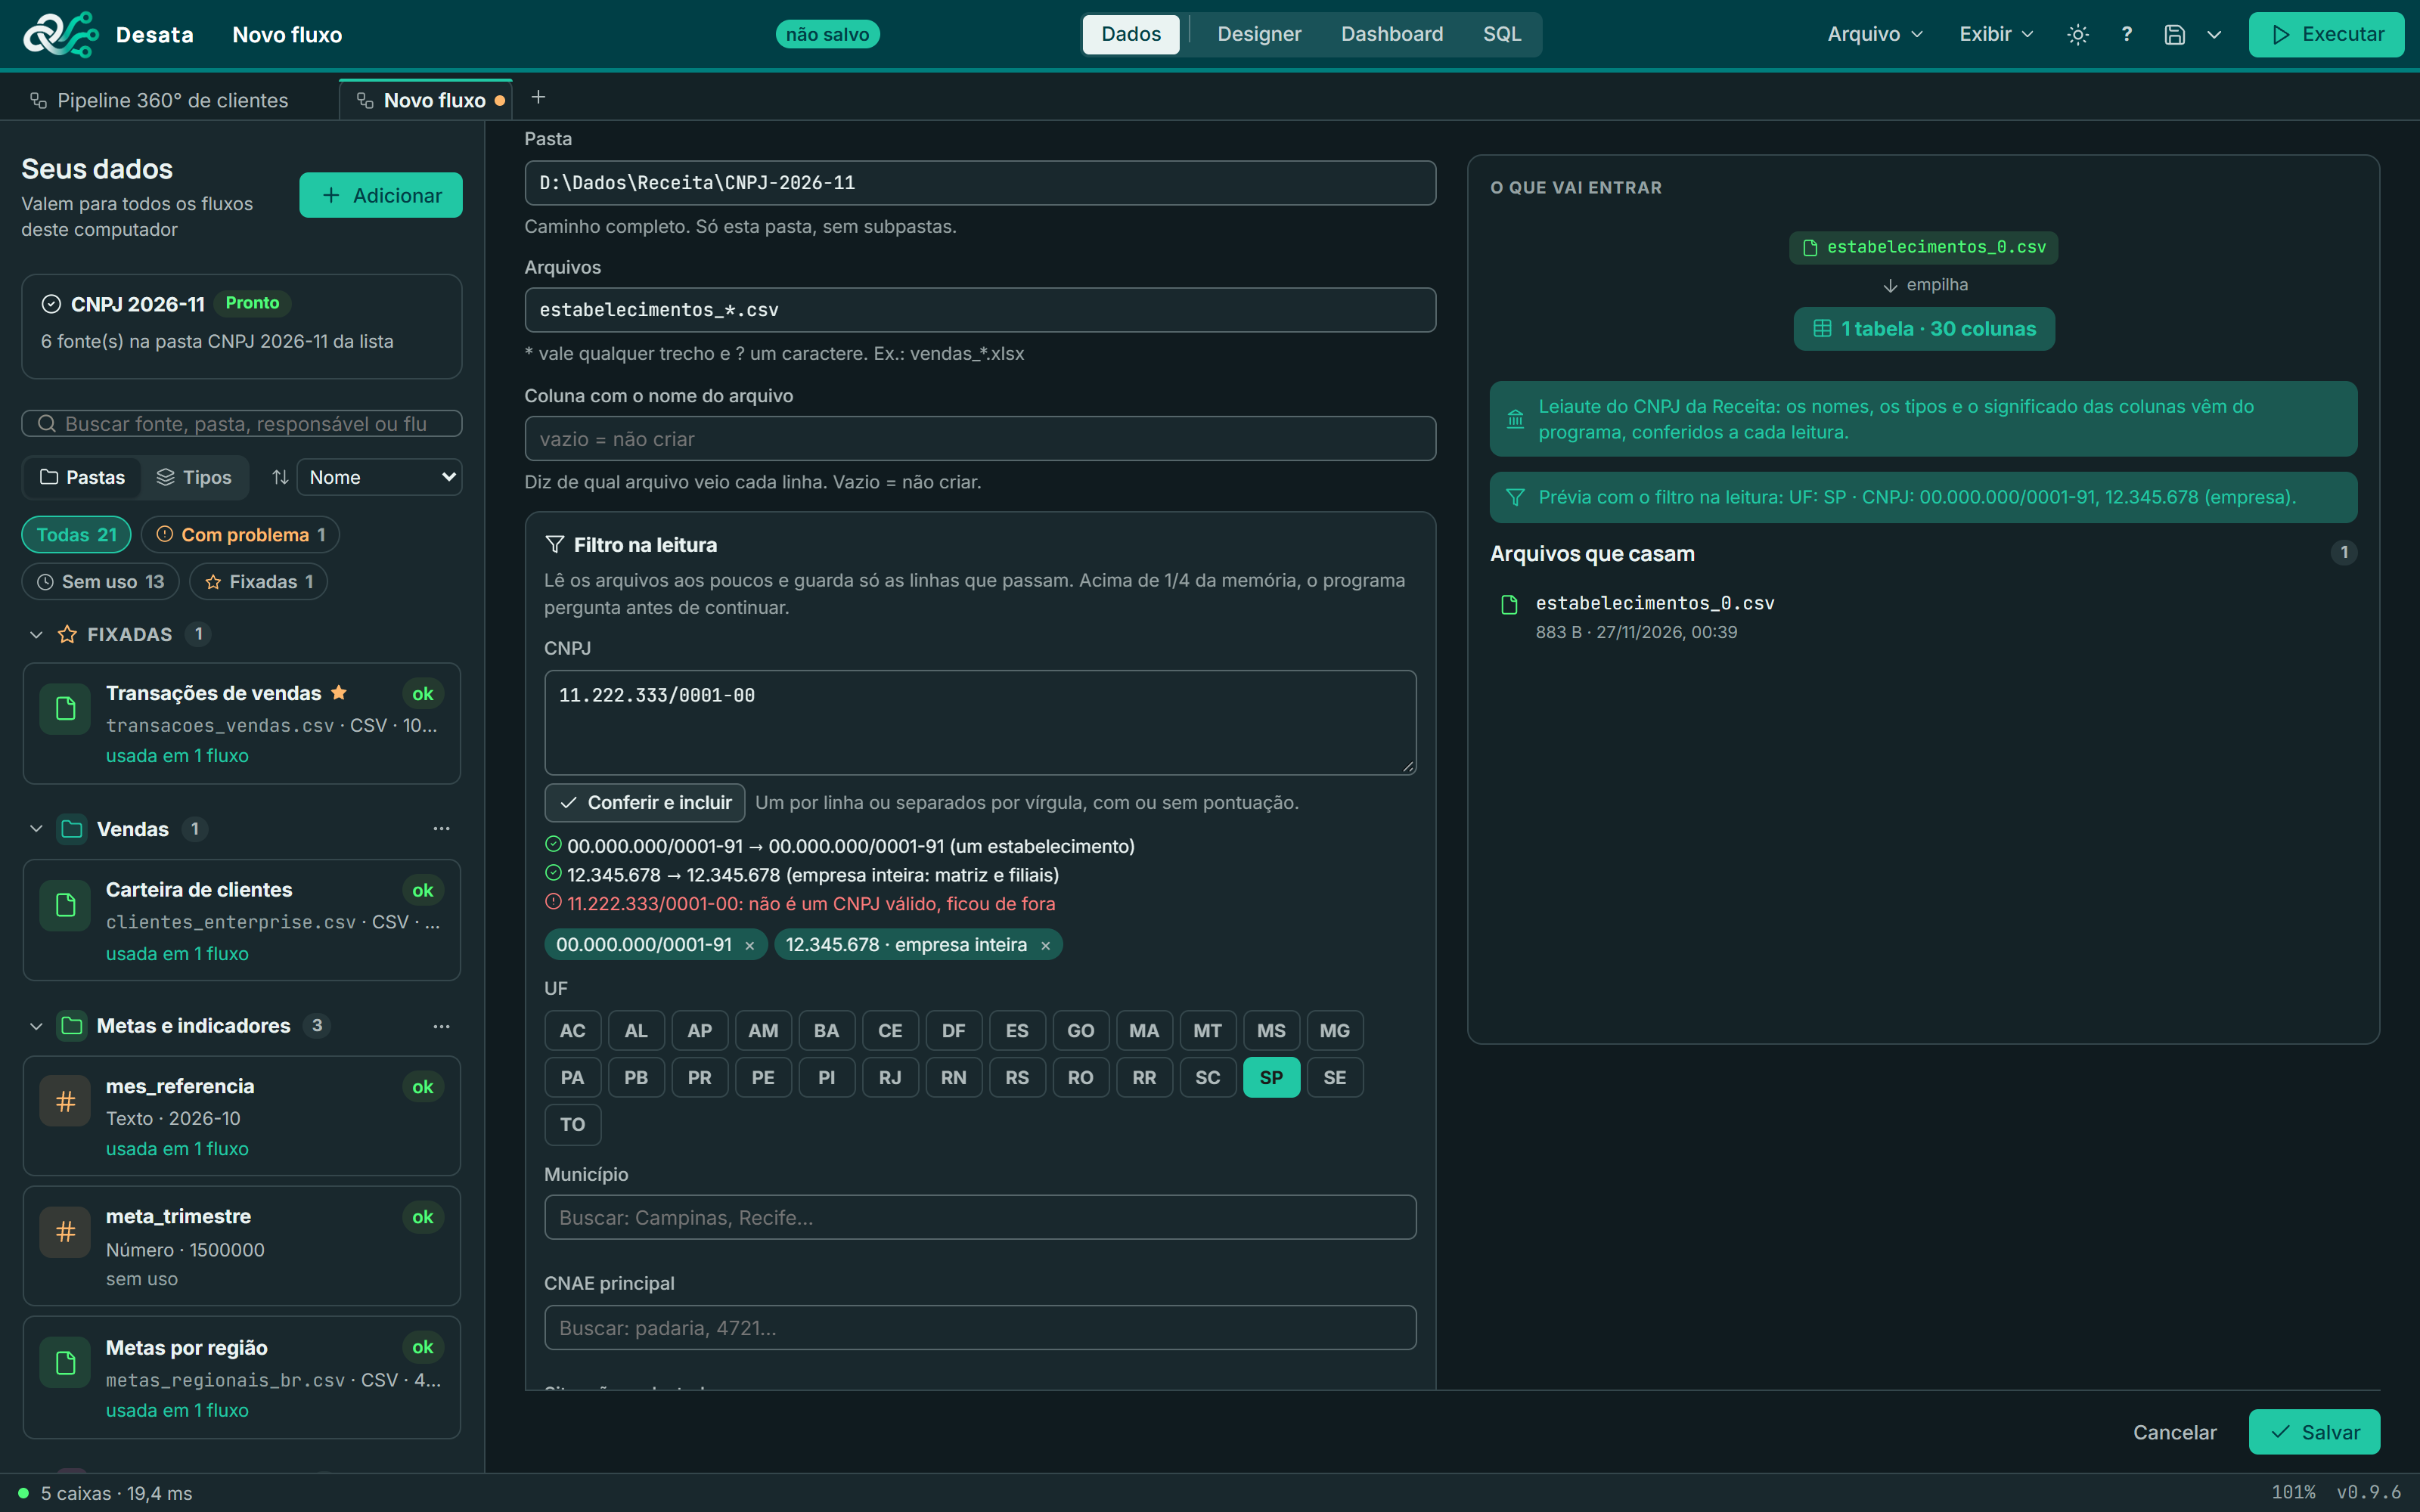 Desata
Novo fluxo
não salvo
Dados
Designer
Dashboard
SQL
Arquivo
Exibir
?
Executar
Pipeline 360° de clientes
Novo fluxo
Seus dados
Valem para todos os fluxos
deste computador
Adicionar
CNPJ 2026-11 Pronto
6 fonte(s) na pasta CNPJ 2026-11 da lista
Buscar fonte, pasta, responsável ou flu
Pastas
Tipos
Nome
Todas 21
Com problema 1
Sem uso 13
Fixadas 1
FIXADAS 1
Transações de vendas ok
transacoes_vendas.csv · CSV · 10...
usada em 1 fluxo
Vendas 1
Carteira de clientes ok
clientes_enterprise.csv · CSV · ...
usada em 1 fluxo
Metas e indicadores 3
mes_referencia ok
Texto · 2026-10
usada em 1 fluxo
meta_trimestre ok
Número · 1500000
sem uso
Metas por região ok
metas_regionais_br.csv · CSV · 4...
usada em 1 fluxo
Pasta
D:\Dados\Receita\CNPJ-2026-11
Caminho completo. Só esta pasta, sem subpastas.
Arquivos
estabelecimentos_*.csv
* vale qualquer trecho e ? um caractere. Ex.: vendas_*.xlsx
Coluna com o nome do arquivo
vazio = não criar
Diz de qual arquivo veio cada linha. Vazio = não criar.
Filtro na leitura
Lê os arquivos aos poucos e guarda só as linhas que passam. Acima de 1/4 da memória, o programa
pergunta antes de continuar.
CNPJ
11.222.333/0001-00
Conferir e incluir
Um por linha ou separados por vírgula, com ou sem pontuação.
00.000.000/0001-91 → 00.000.000/0001-91 (um estabelecimento)
12.345.678 → 12.345.678 (empresa inteira: matriz e filiais)
11.222.333/0001-00: não é um CNPJ válido, ficou de fora
00.000.000/0001-91 ×
12.345.678 · empresa inteira ×
UF
AC AL AP AM BA CE DF ES GO MA MT MS MG
PA PB PR PE PI RJ RN RS RO RR SC SP SE
TO
Município
Buscar: Campinas, Recife...
CNAE principal
Buscar: padaria, 4721...
O QUE VAI ENTRAR
estabelecimentos_0.csv
empilha
1 tabela · 30 colunas
Leiaute do CNPJ da Receita: os nomes, os tipos e o significado das colunas vêm do
programa, conferidos a cada leitura.
Prévia com o filtro na leitura: UF: SP · CNPJ: 00.000.000/0001-91, 12.345.678 (empresa).
Arquivos que casam 1
estabelecimentos_0.csv
883 B · 27/11/2026, 00:39
Cancelar
Salvar
5 caixas · 19,4 ms
101% v0.9.6